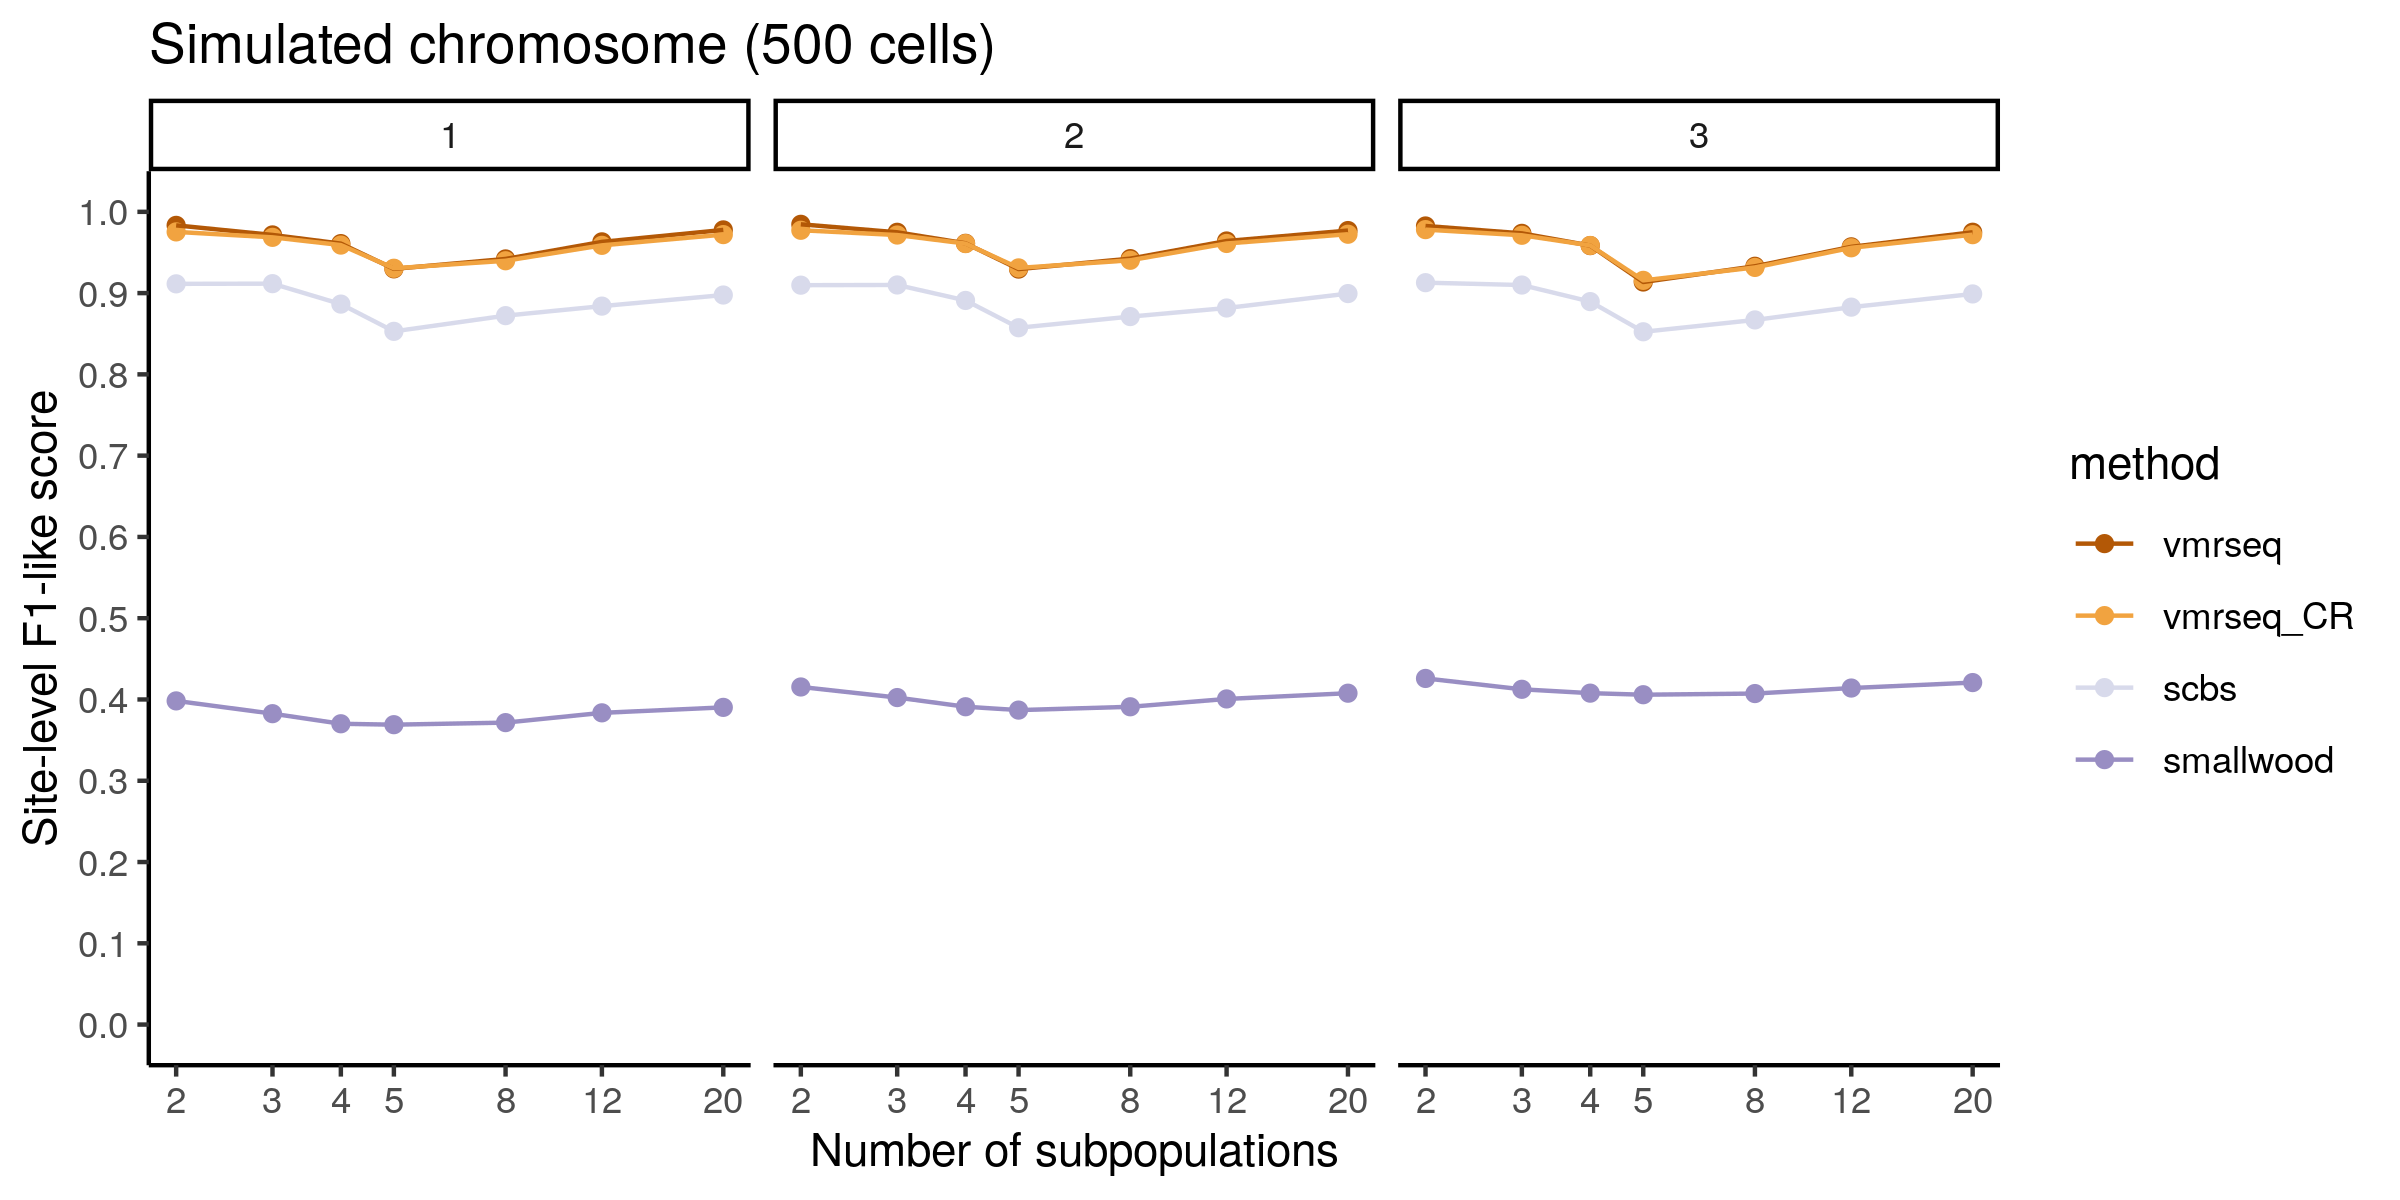 Simulated chromosome (500 cells)
1
2
3
1.0
0.9
0.8
0.7
0.6
0.5
0.4
0.3
0.2
0.1
0.0
Site-level F1-like score
2 3 4 5 8 12 20
2 3 4 5 8 12 20
2 3 4 5 8 12 20
Number of subpopulations
method
vmrseq
vmrseq_CR
scbs
smallwood